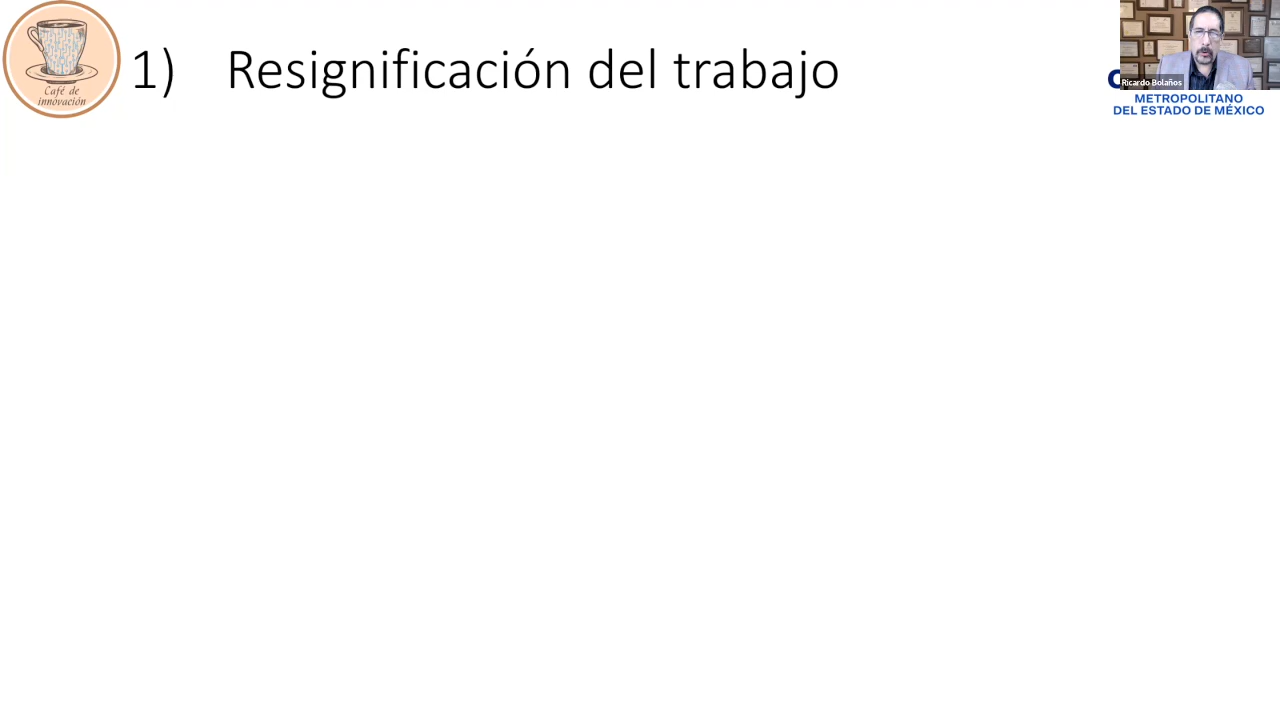 1) Resignificación del trabajo
Café de
innovación
Ricardo Bolaños
METROPOLITANO
DEL ESTADO DE MÉXICO